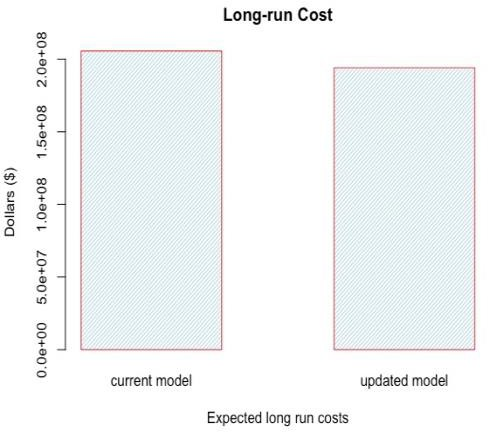 Long-run Cost
Dollars ($)
2.0e+08
1.5e+08
1.0e+08
5.0e+07
0.0e+00
current model
updated model
Expected long run costs